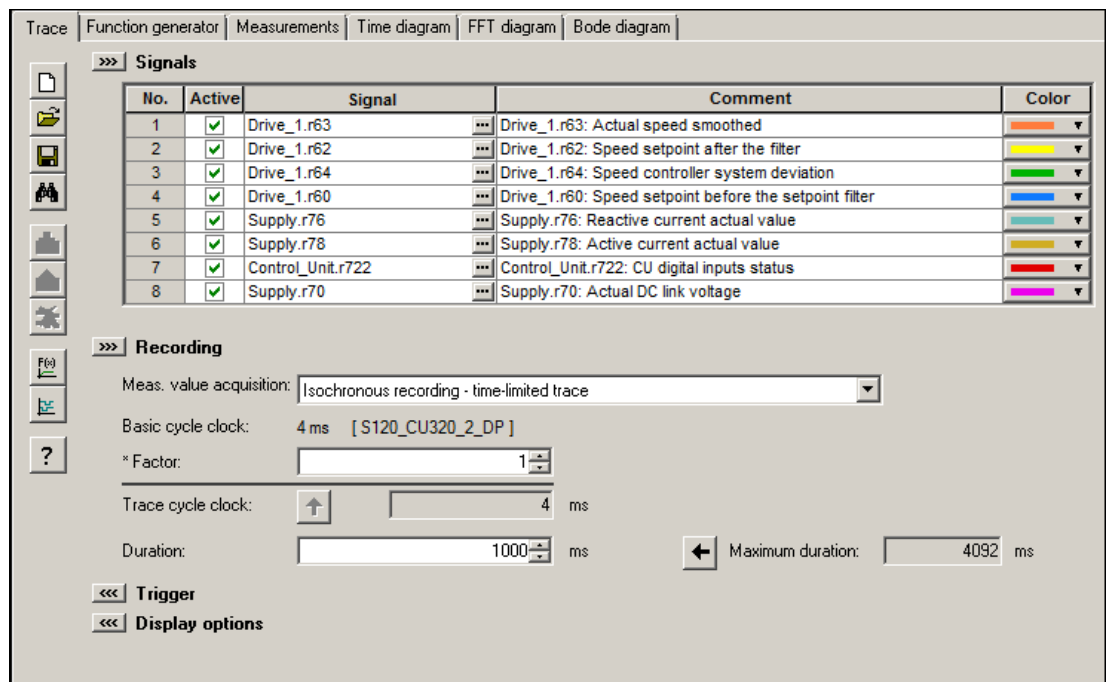 Trace Function generator Measurements Time diagram FFT diagram Bode diagram
>>> Signals
No. Active Signal Comment Color
1 Drive_1.r63 ... Drive_1.r63: Actual speed smoothed
2 Drive_1.r62 ... Drive_1.r62: Speed setpoint after the filter
3 Drive_1.r64 ... Drive_1.r64: Speed controller system deviation
4 Drive_1.r60 ... Drive_1.r60: Speed setpoint before the setpoint filter
5 Supply.r76 ... Supply.r76: Reactive current actual value
6 Supply.r78 ... Supply.r78: Active current actual value
7 Control_Unit.r722 ... Control_Unit.r722: CU digital inputs status
8 Supply.r70 ... Supply.r70: Actual DC link voltage
>>> Recording
F(x)
Meas. value acquisition: Isochronous recording - time-limited trace
Basic cycle clock: 4 ms [ S120_CU320_2_DP ]
?
* Factor: 1
Trace cycle clock: 4 ms
Duration: 1000 ms Maximum duration: 4092 ms
<<< Trigger
<<< Display options